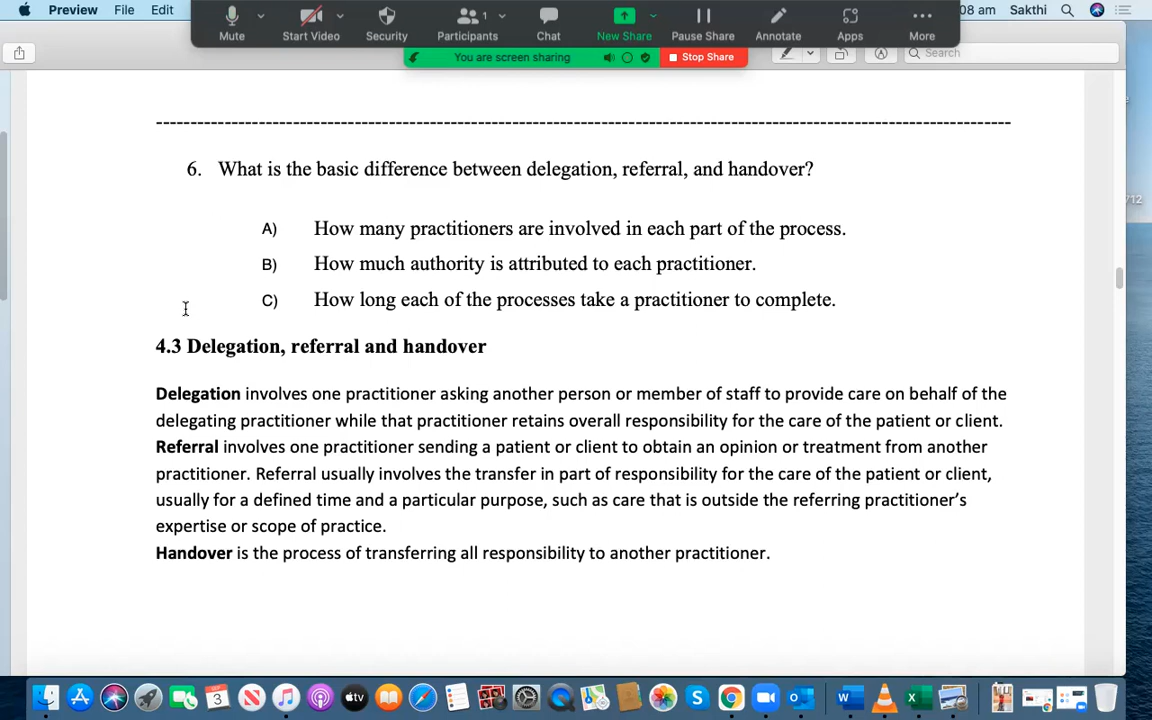 Preview File Edit
08 am Sakthi
Mute Start Video Security Participants 1 Chat New Share Pause Share Annotate Apps More
You are screen sharing Stop Share
Search
--------------------------------------------------------------------------------------------------------------------------
6. What is the basic difference between delegation, referral, and handover?
A) How many practitioners are involved in each part of the process.
B) How much authority is attributed to each practitioner.
C) How long each of the processes take a practitioner to complete.
4.3 Delegation, referral and handover
Delegation involves one practitioner asking another person or member of staff to provide care on behalf of the
delegating practitioner while that practitioner retains overall responsibility for the care of the patient or client.
Referral involves one practitioner sending a patient or client to obtain an opinion or treatment from another
practitioner. Referral usually involves the transfer in part of responsibility for the care of the patient or client,
usually for a defined time and a particular purpose, such as care that is outside the referring practitioner's
expertise or scope of practice.
Handover is the process of transferring all responsibility to another practitioner.
712
SEP
3
tv